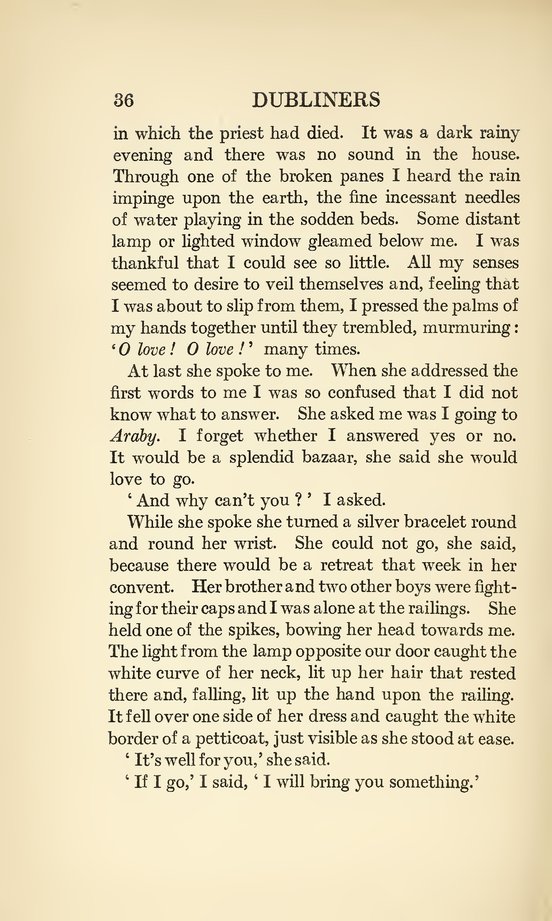 36 DUBLINERS
in which the priest had died. It was a dark rainy
evening and there was no sound in the house.
Through one of the broken panes I heard the rain
impinge upon the earth, the fine incessant needles
of water playing in the sodden beds. Some distant
lamp or lighted window gleamed below me. I was
thankful that I could see so little. All my senses
seemed to desire to veil themselves and, feeling that
I was about to slip from them, I pressed the palms of
my hands together until they trembled, murmuring :
‘O love ! O love !’ many times.
At last she spoke to me. When she addressed the
first words to me I was so confused that I did not
know what to answer. She asked me was I going to
Araby. I forget whether I answered yes or no.
It would be a splendid bazaar, she said she would
love to go.
‘ And why can’t you ? ’ I asked.
While she spoke she turned a silver bracelet round
and round her wrist. She could not go, she said,
because there would be a retreat that week in her
convent. Her brother and two other boys were fight-
ing for their caps and I was alone at the railings. She
held one of the spikes, bowing her head towards me.
The light from the lamp opposite our door caught the
white curve of her neck, lit up her hair that rested
there and, falling, lit up the hand upon the railing.
It fell over one side of her dress and caught the white
border of a petticoat, just visible as she stood at ease.
‘ It’s well for you,’ she said.
‘ If I go,’ I said, ‘ I will bring you something.’